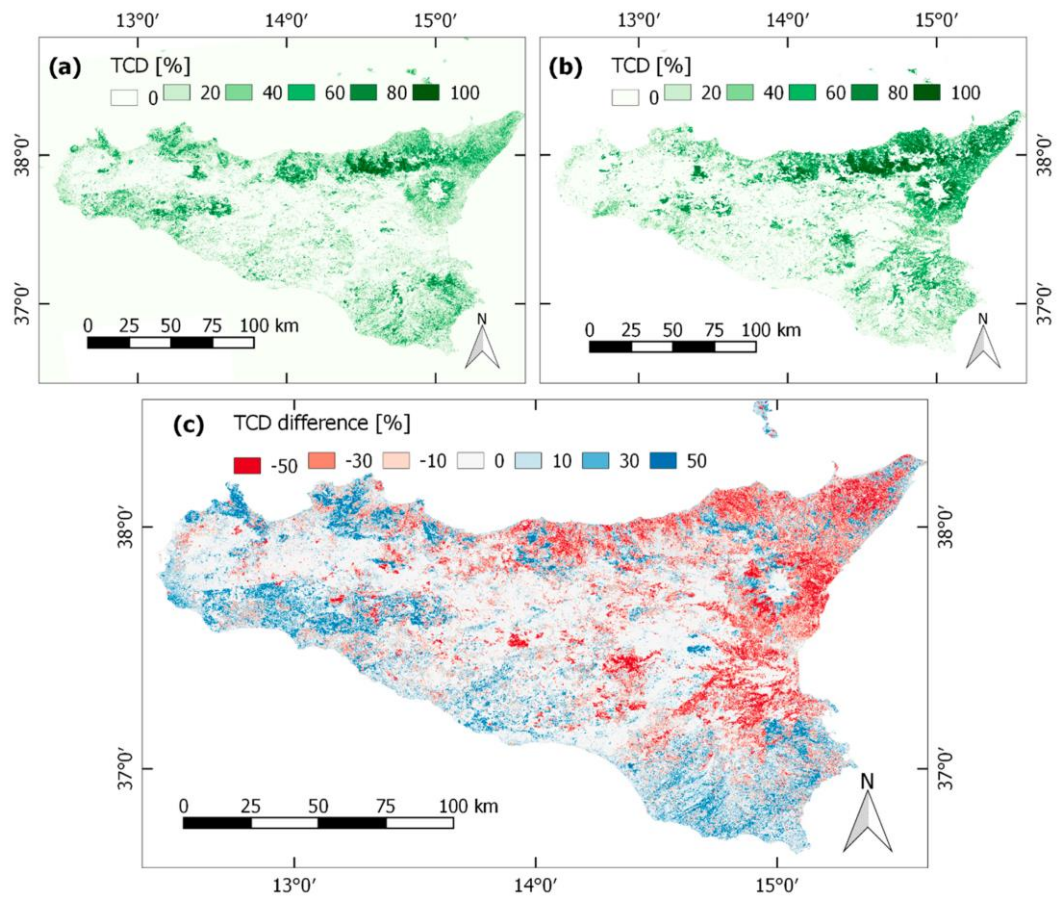 13°0′ 14°0′ 15°0′ 13°0′ 14°0′ 15°0′
(a) TCD [%]
0 20 40 60 80 100
38°0′
37°0′
0 25 50 75 100 km
N
(b) TCD [%]
0 20 40 60 80 100
38°0′
37°0′
0 25 50 75 100 km
N
(c) TCD difference [%]
-50 -30 -10 0 10 30 50
38°0′ 38°0′
37°0′ 37°0′
0 25 50 75 100 km
N
13°0′ 14°0′ 15°0′